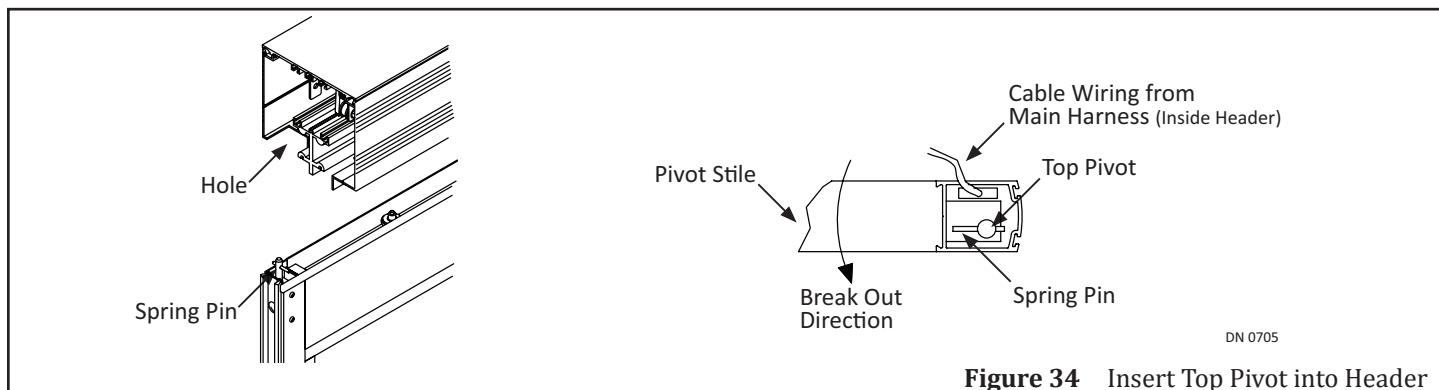 Hole
Spring Pin
Cable Wiring from
Main Harness (Inside Header)
Pivot Stile
Top Pivot
Break Out
Direction
Spring Pin
DN 0705
Figure 34 Insert Top Pivot into Header